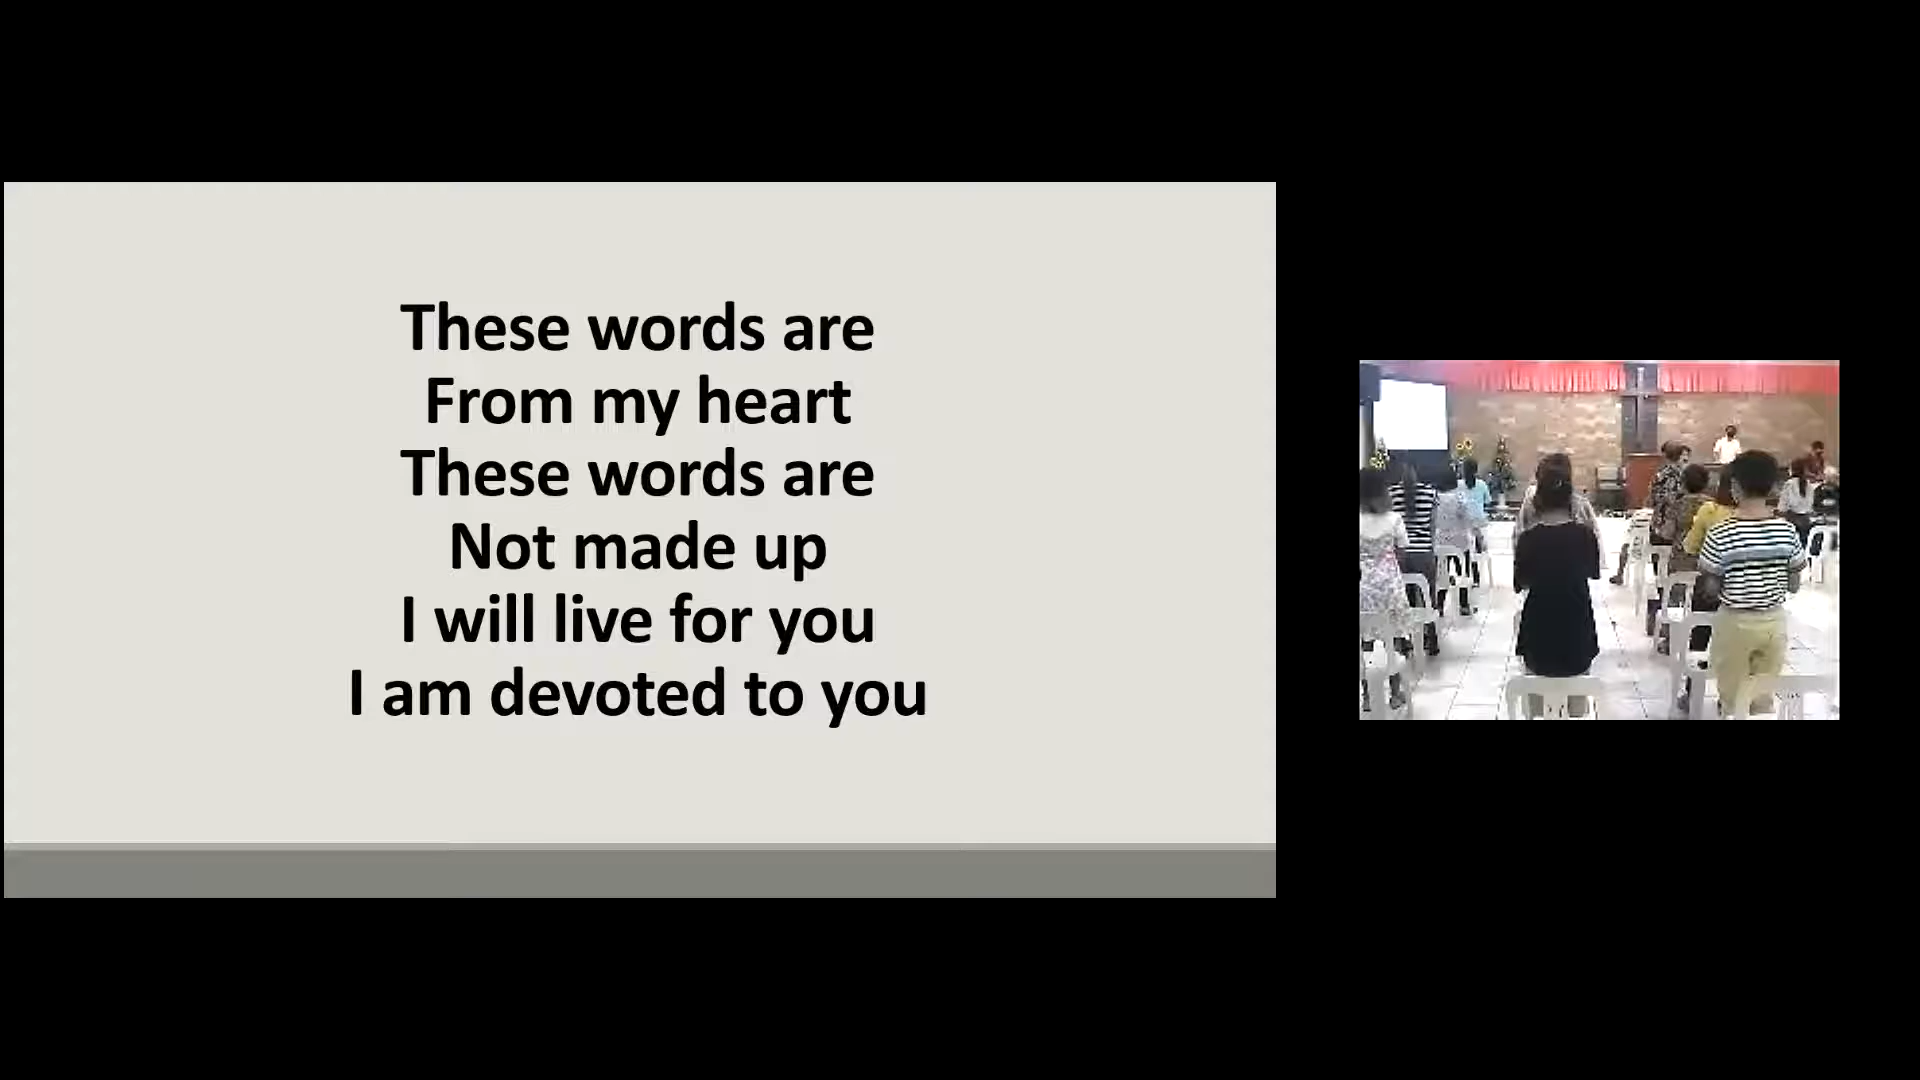 These words are
From my heart
These words are
Not made up
I will live for you
I am devoted to you